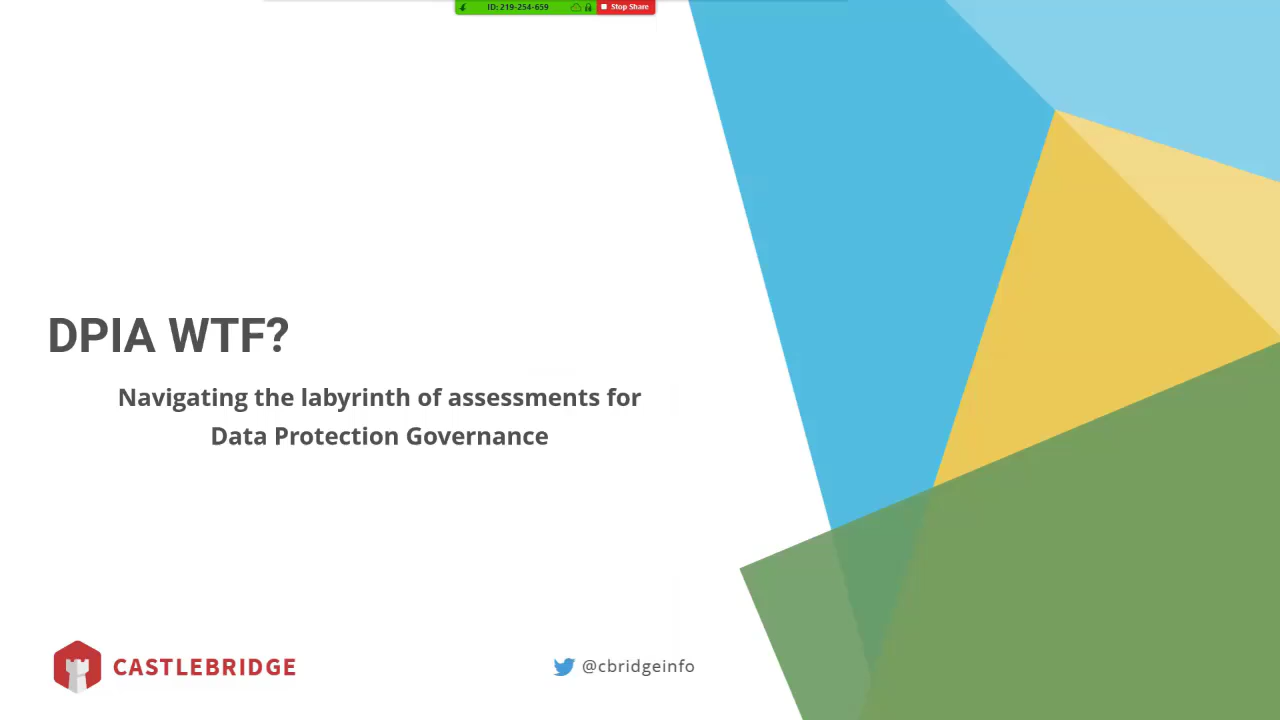 ID: 219-254-659 Stop Share
DPIA WTF?
Navigating the labyrinth of assessments for
Data Protection Governance
CASTLEBRIDGE
@cbridgeinfo